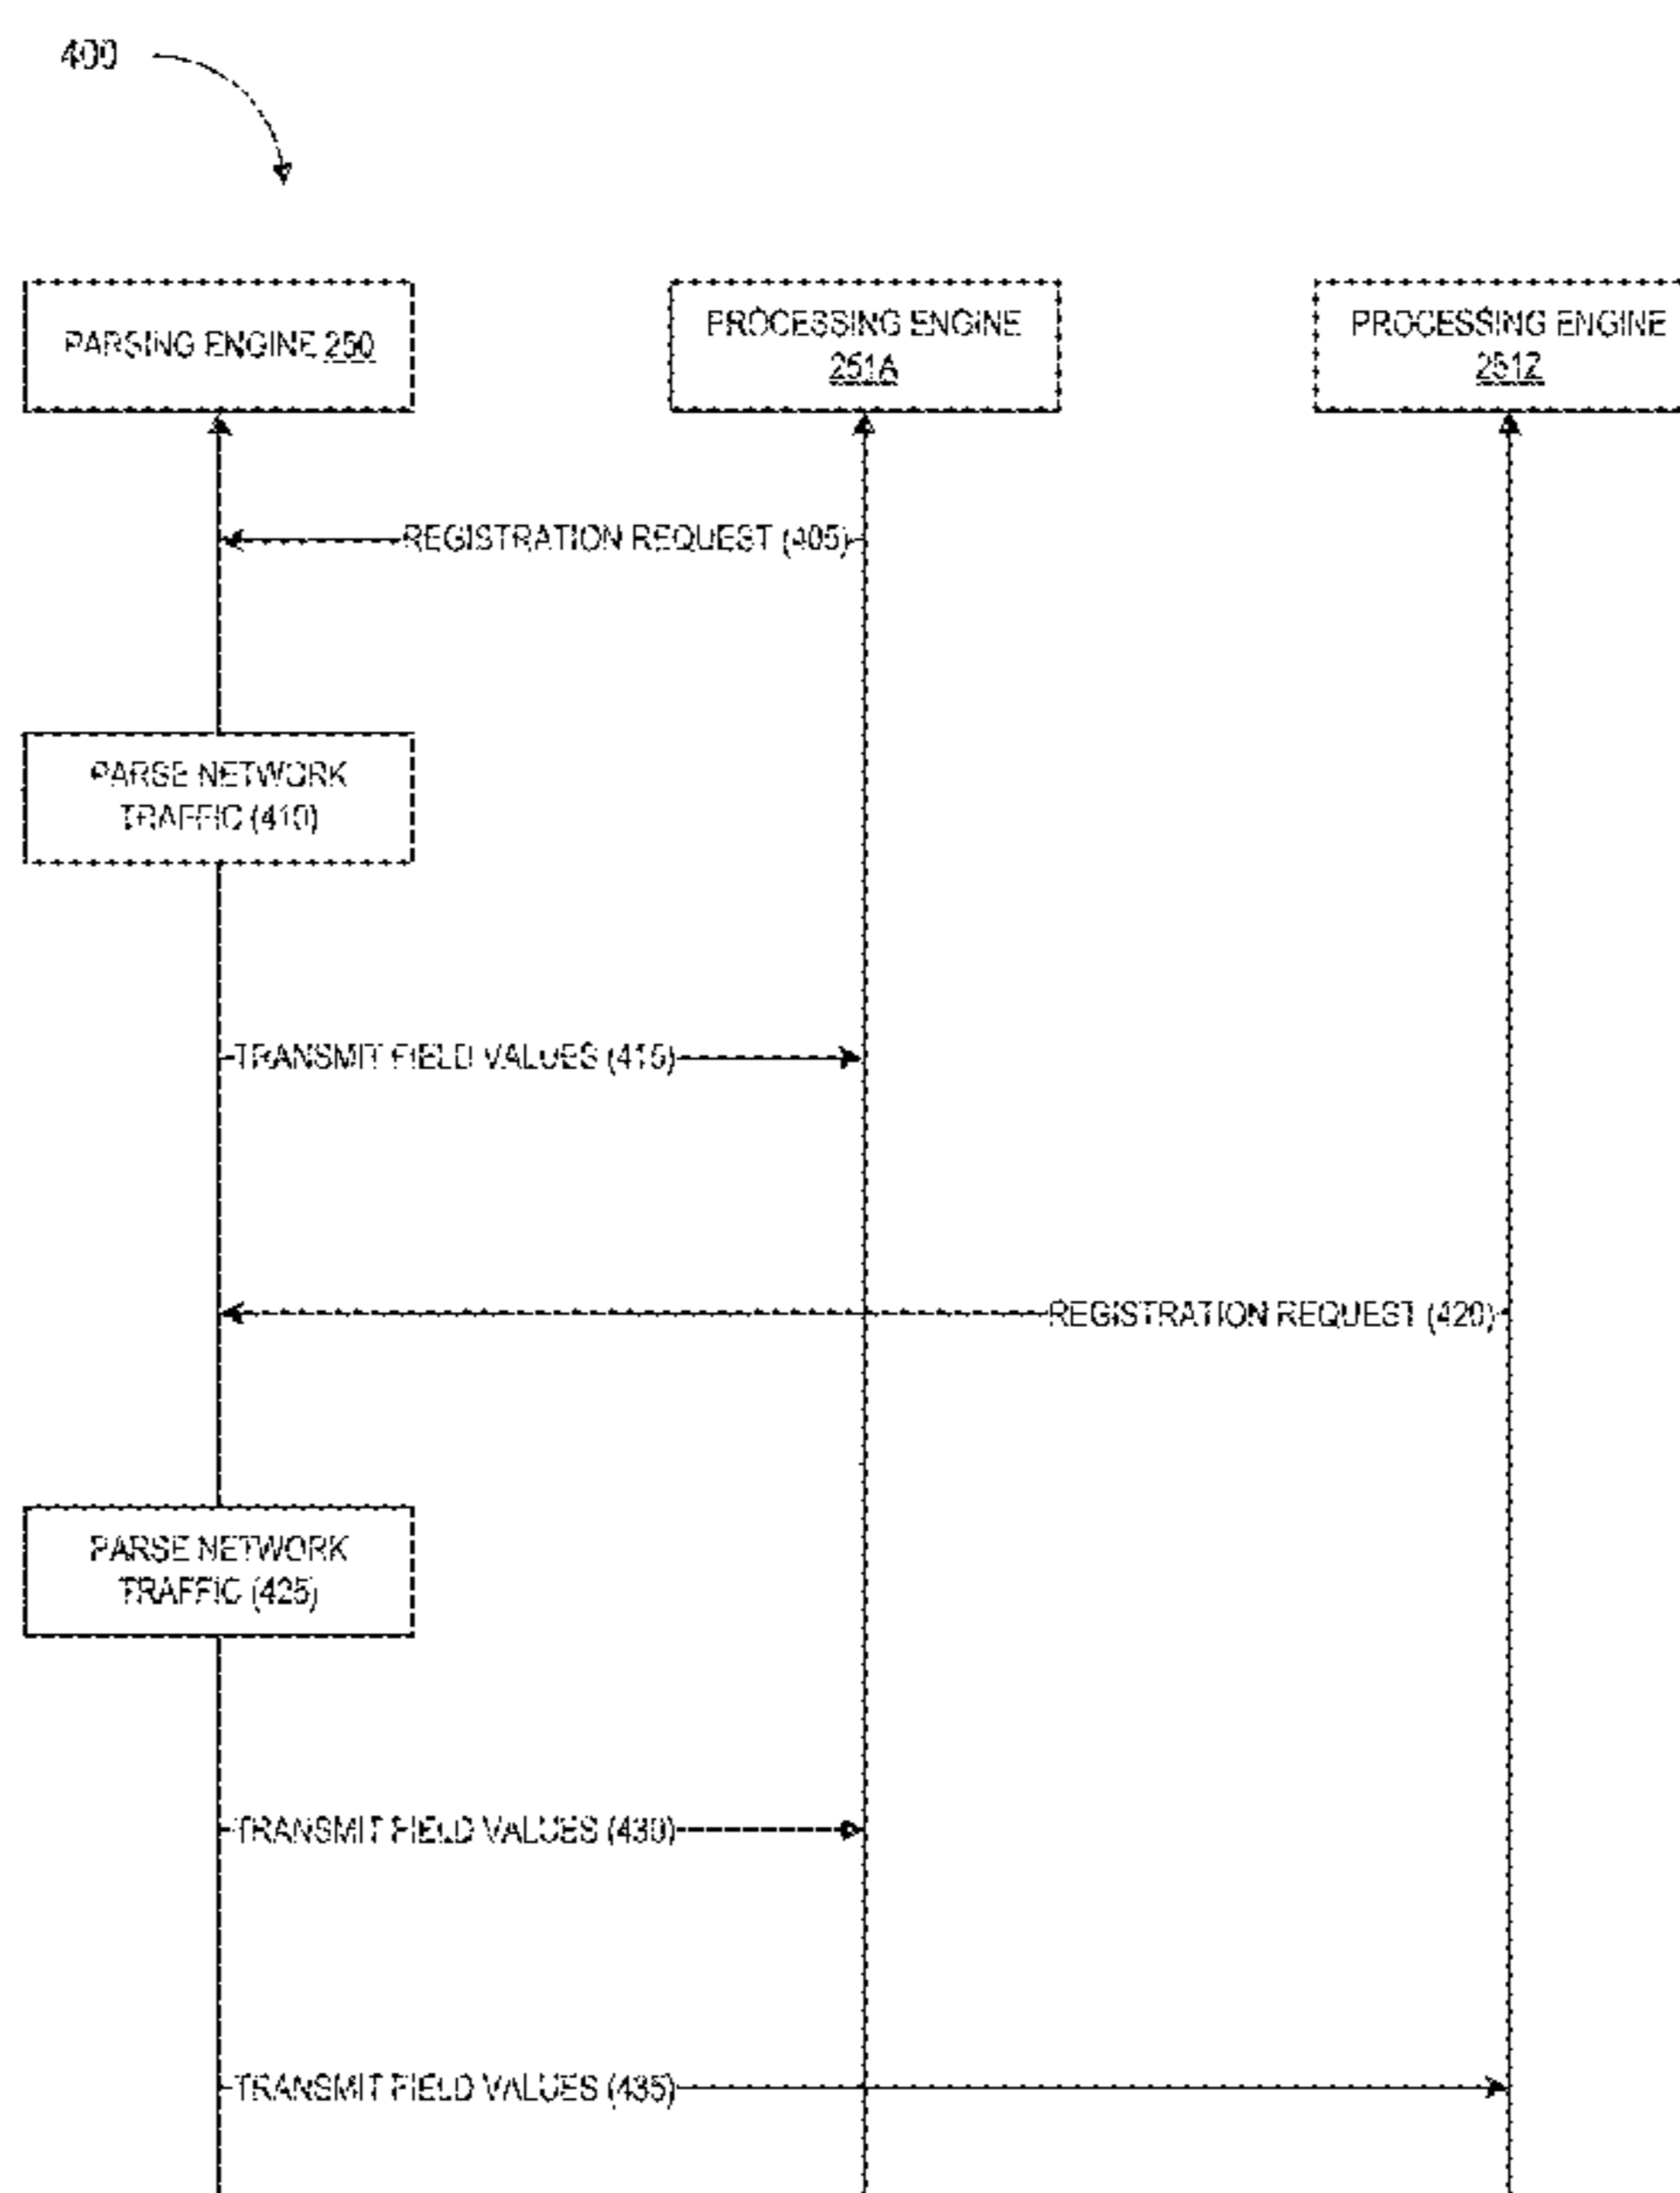 400
PARSING ENGINE 250
PROCESSING ENGINE
251A
PROCESSING ENGINE
251Z
REGISTRATION REQUEST (405)
PARSE NETWORK
TRAFFIC (410)
TRANSMIT FIELD VALUES (415)
REGISTRATION REQUEST (420)
PARSE NETWORK
TRAFFIC (425)
TRANSMIT FIELD VALUES (430)
TRANSMIT FIELD VALUES (435)